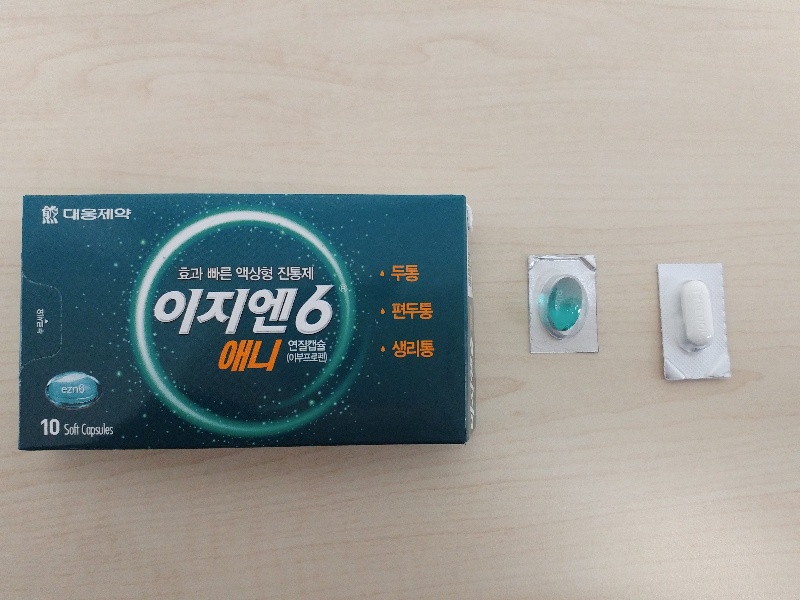 대웅제약
효과 빠른 액상형 진통제
이지엔6®
애니 연질캡슐
(이부프로펜)
• 두통
• 편두통
• 생리통
ezn6
10 Soft Capsules